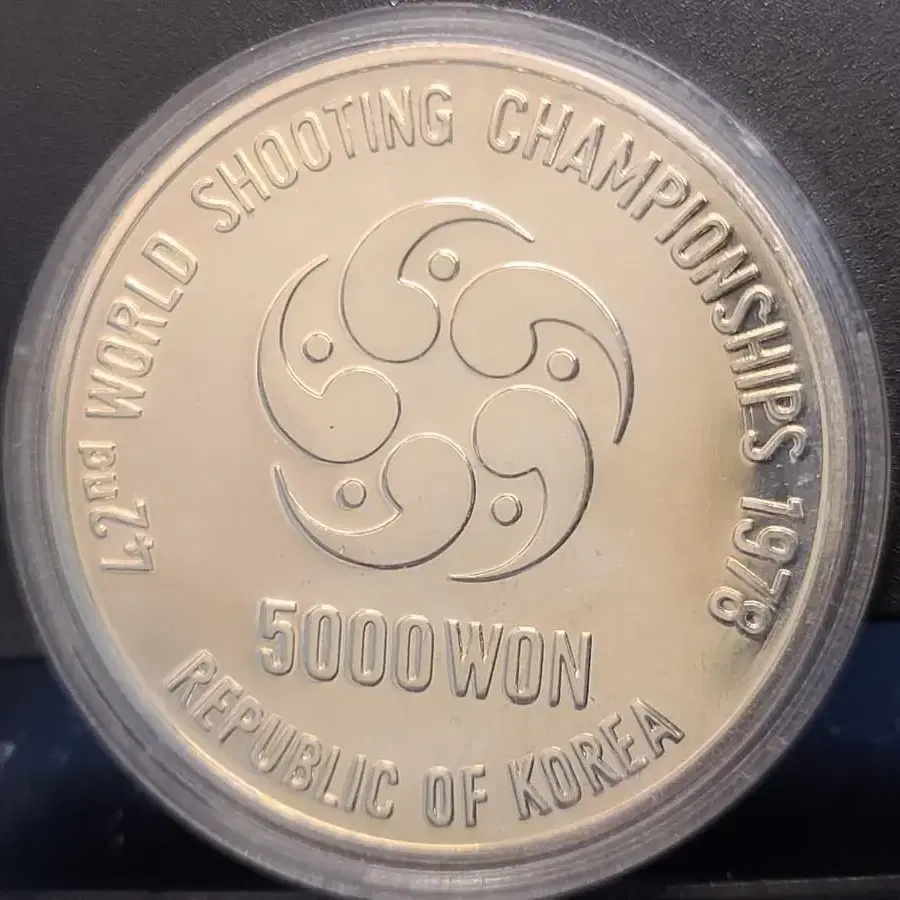 42nd WORLD SHOOTING CHAMPIONSHIPS 1978
5000 WON
REPUBLIC OF KOREA